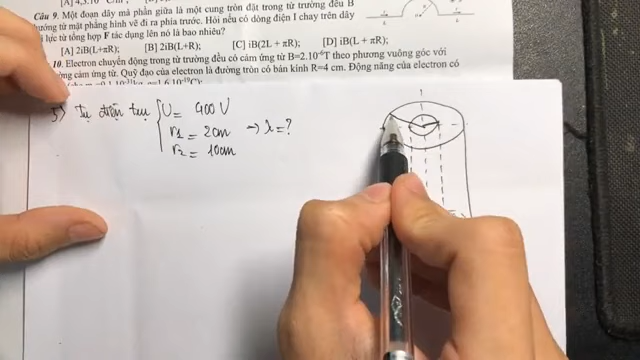 Câu 9. Một đoạn dây mà phần giữa là một cung tròn đặt trong từ trường đều B
hướng từ mặt phẳng hình vẽ đi ra phía trước. Hỏi nếu có dòng điện I chạy trên dây
lực từ tổng hợp F tác dụng lên nó là bao nhiêu?
[A] 2iB(L+πR); [B] 2iB(L+R); [C] iB(2L + πR); [D] iB(L + πR);
10. Electron chuyển động trong từ trường đều có cảm ứng từ B=2.10⁻⁶T theo phương vuông góc với
cảm ứng từ. Quỹ đạo của electron là đường tròn có bán kính R=4 cm. Động năng của electron có
5) Tụ điện trụ U = 400V
r1 = 2cm → λ = ?
r2 = 10cm